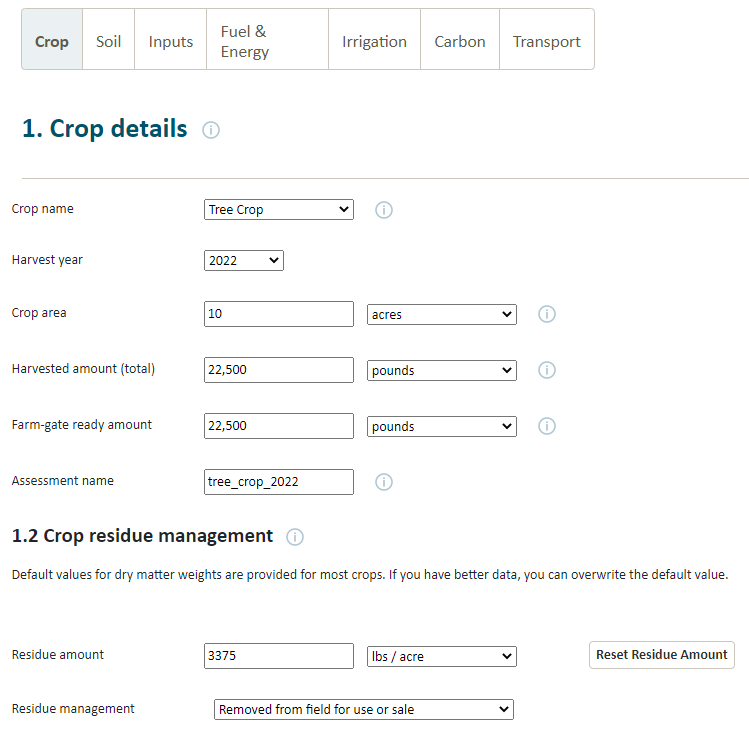 Crop Soil Inputs Fuel & Energy Irrigation Carbon Transport
1. Crop details
Crop name Tree Crop
Harvest year 2022
Crop area 10 acres
Harvested amount (total) 22,500 pounds
Farm-gate ready amount 22,500 pounds
Assessment name tree_crop_2022
1.2 Crop residue management
Default values for dry matter weights are provided for most crops. If you have better data, you can overwrite the default value.
Residue amount 3375 lbs / acre Reset Residue Amount
Residue management Removed from field for use or sale